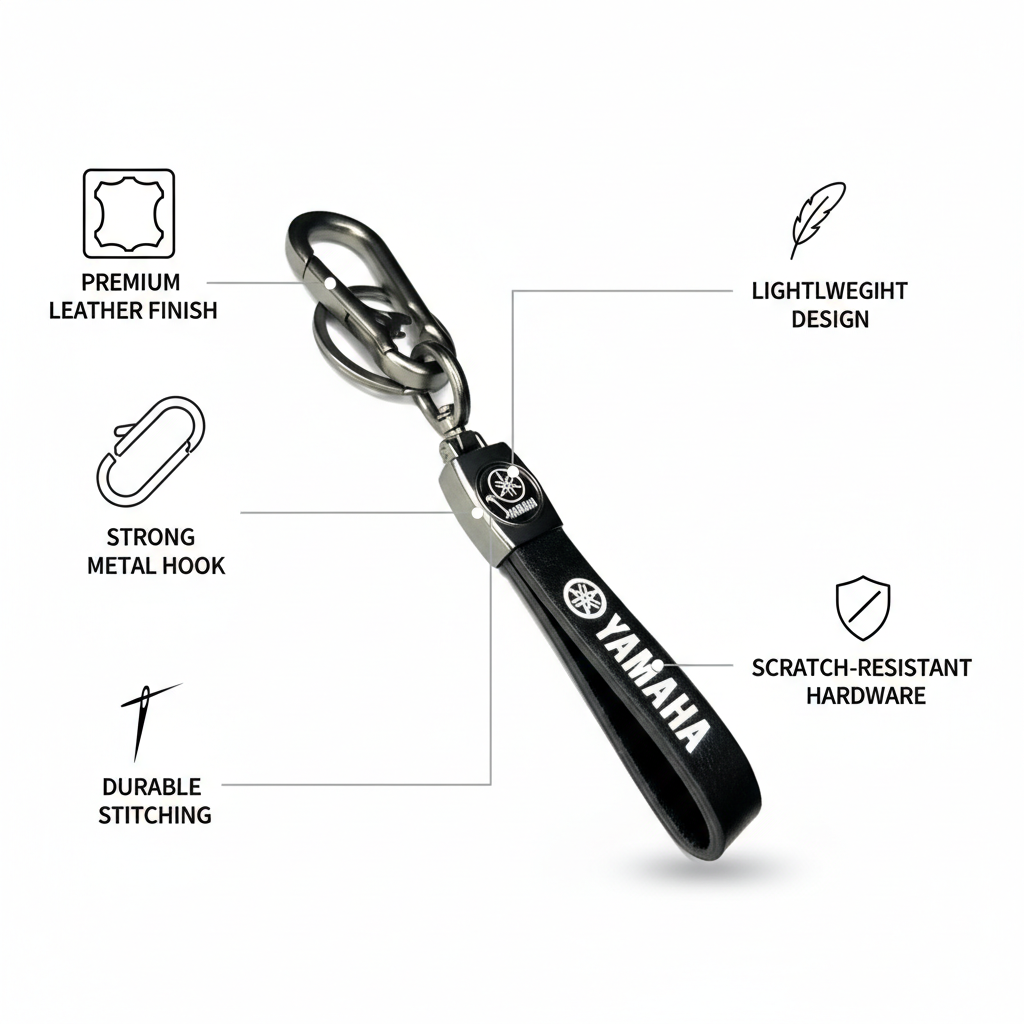 PREMIUM
LEATHER FINISH
LIGHTLWEGIHT
DESIGN
STRONG
METAL HOOK
YAMAHA
SCRATCH-RESISTANT
HARDWARE
DURABLE
STITCHING